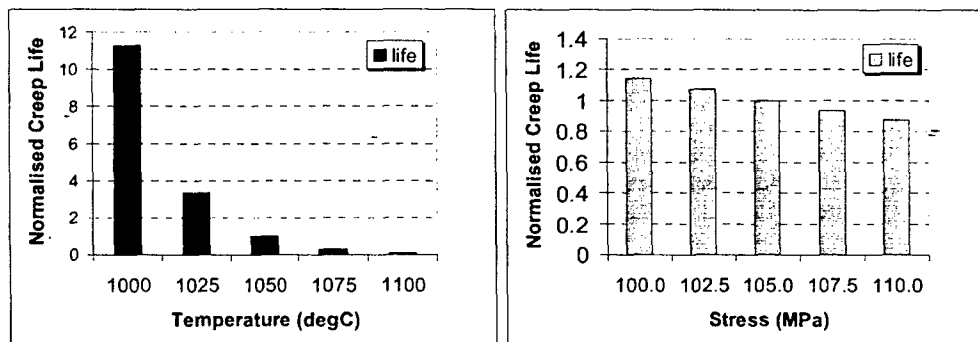 Normalised Creep Life
12
10
8
6
4
2
0
life
1000 1025 1050 1075 1100
Temperature (degC)
Normalised Creep Life
1.4
1.2
1
0.8
0.6
0.4
0.2
0
life
100.0 102.5 105.0 107.5 110.0
Stress (MPa)